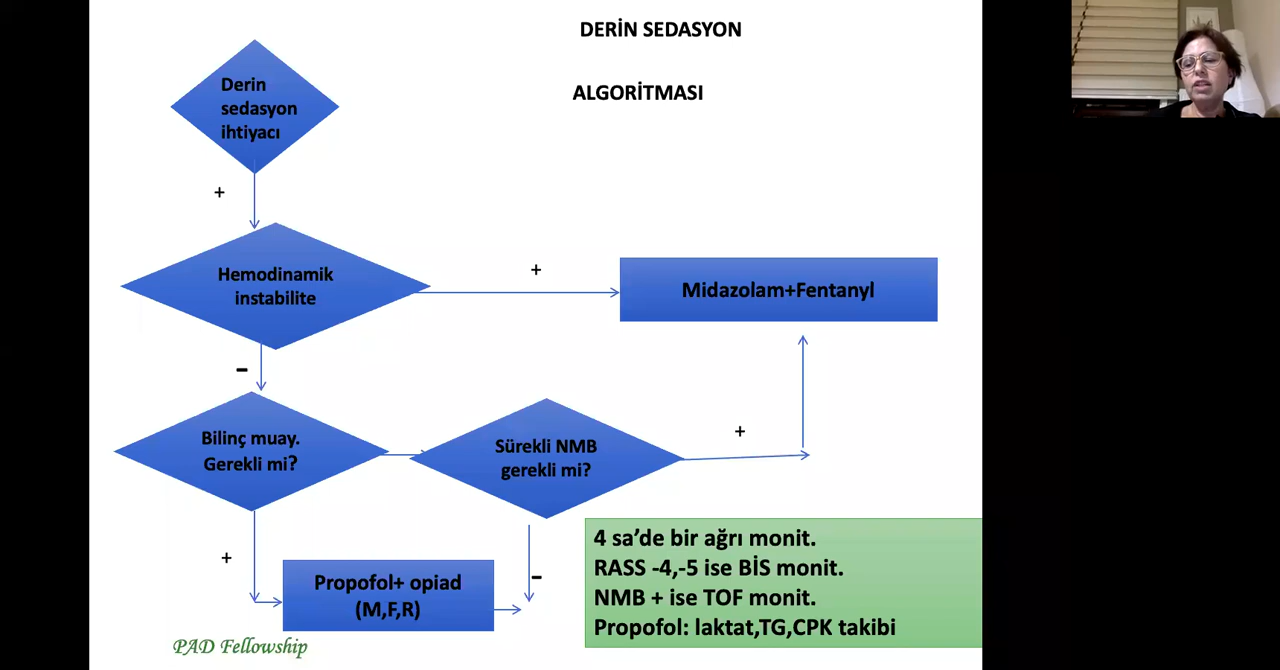 DERİN SEDASYON
ALGORİTMASI
Derin
sedasyon
ihtiyacı
+
Hemodinamik
instabilite
+
Midazolam+Fentanyl
-
Bilinç muay.
Gerekli mi?
Sürekli NMB
gerekli mi?
+
+
Propofol+ opiad
(M,F,R)
-
4 sa’de bir ağrı monit.
RASS -4,-5 ise BİS monit.
NMB + ise TOF monit.
Propofol: laktat,TG,CPK takibi
PAD Fellowship